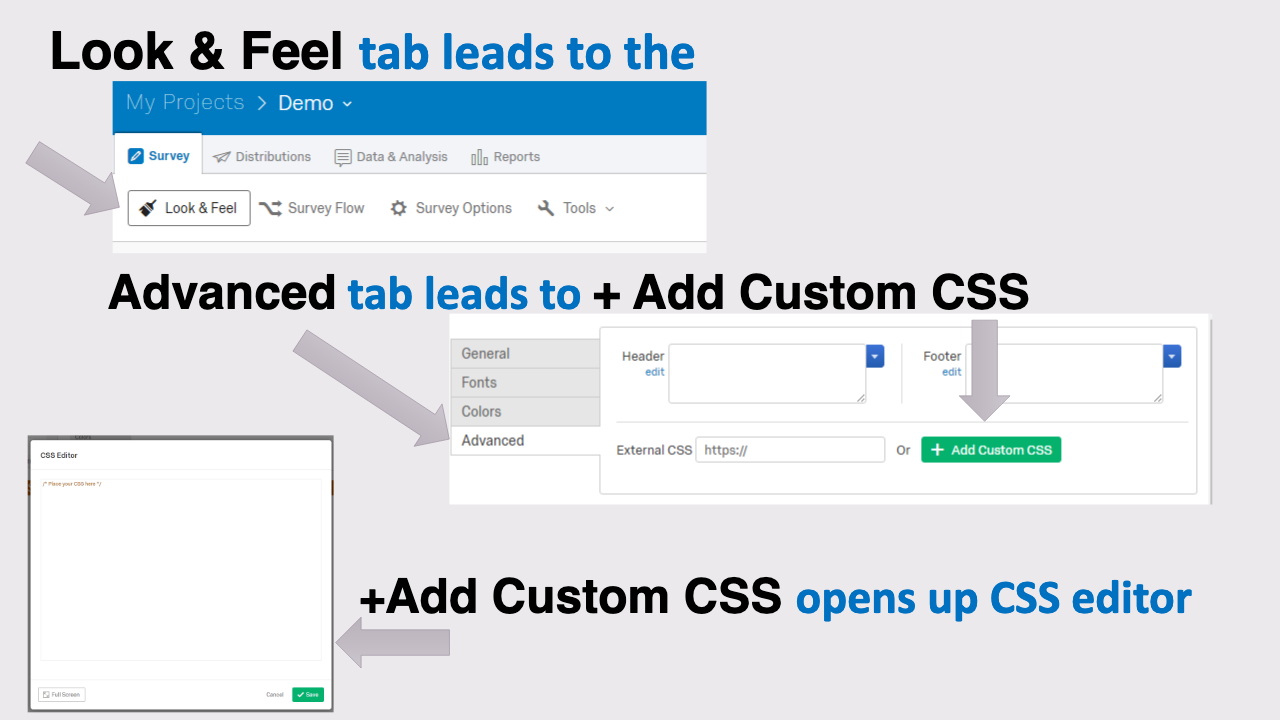 Look & Feel tab leads to the
My Projects > Demo
Survey Distributions Data & Analysis Reports
Look & Feel Survey Flow Survey Options Tools
Advanced tab leads to + Add Custom CSS
General
Fonts
Colors
Advanced
Header
edit
Footer
edit
External CSS https:// Or + Add Custom CSS
CSS Editor
/* Place your CSS here */
Full Screen Cancel Save
+Add Custom CSS opens up CSS editor